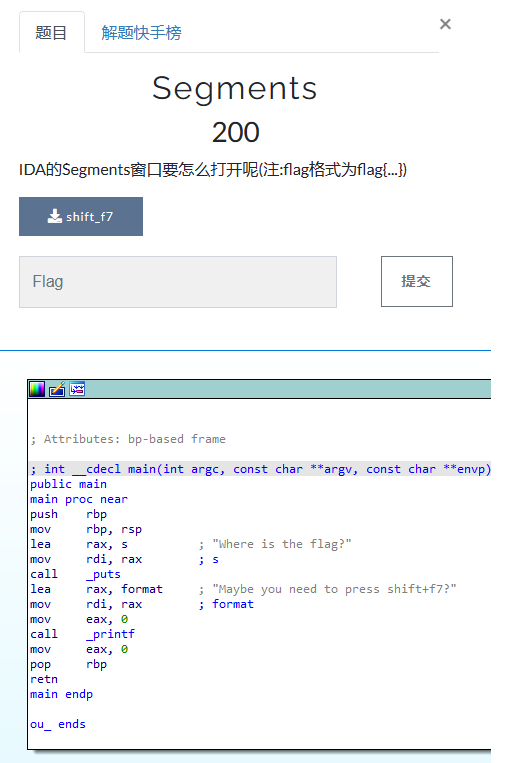 题目 解题快手榜 ×
Segments
200
IDA的Segments窗口要怎么打开呢(注:flag格式为flag{...})
shift_f7
Flag 提交
; Attributes: bp-based frame
; int __cdecl main(int argc, const char **argv, const char **envp)
public main
main proc near
push rbp
mov rbp, rsp
lea rax, s ; "Where is the flag?"
mov rdi, rax ; s
call _puts
lea rax, format ; "Maybe you need to press shift+f7?"
mov rdi, rax ; format
mov eax, 0
call _printf
mov eax, 0
pop rbp
retn
main endp
ou_ ends